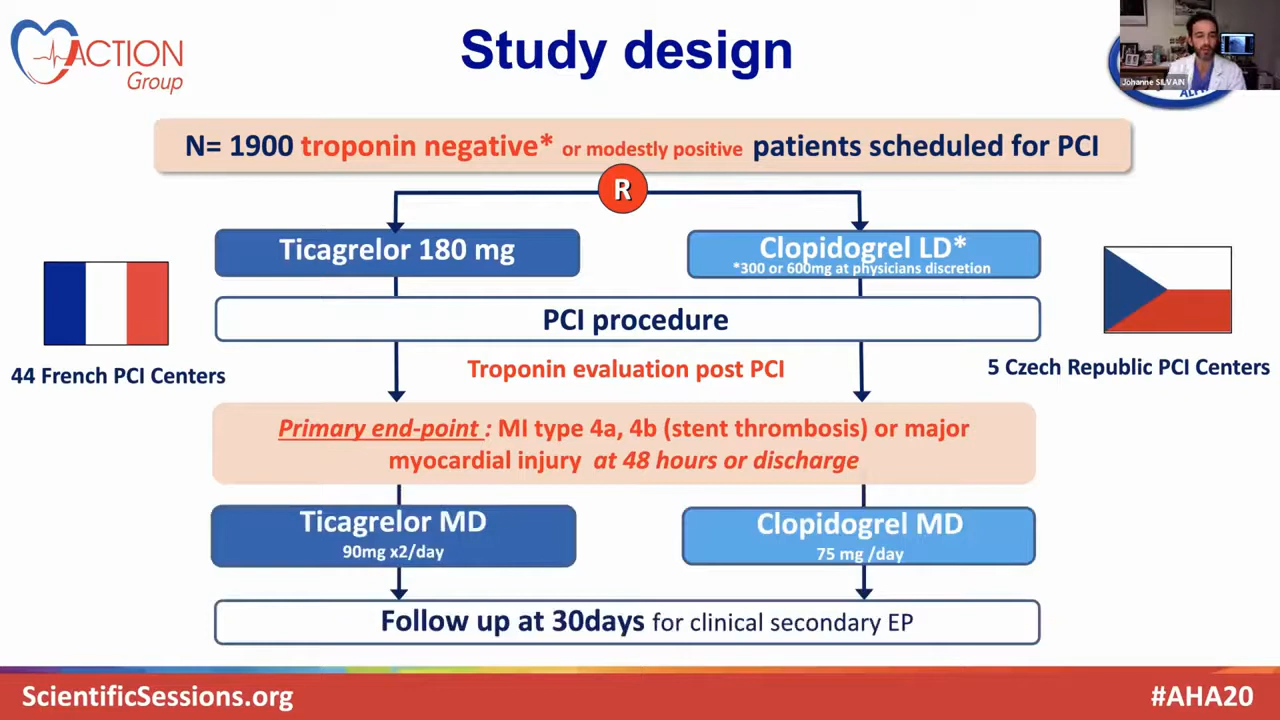 ACTION
Group
Study design
Johanne SILVAIN
N= 1900 troponin negative* or modestly positive patients scheduled for PCI
R
Ticagrelor 180 mg
Clopidogrel LD*
*300 or 600mg at physicians discretion
PCI procedure
44 French PCI Centers
Troponin evaluation post PCI
5 Czech Republic PCI Centers
Primary end-point : MI type 4a, 4b (stent thrombosis) or major
myocardial injury at 48 hours or discharge
Ticagrelor MD
90mg x2/day
Clopidogrel MD
75 mg /day
Follow up at 30days for clinical secondary EP
ScientificSessions.org
#AHA20